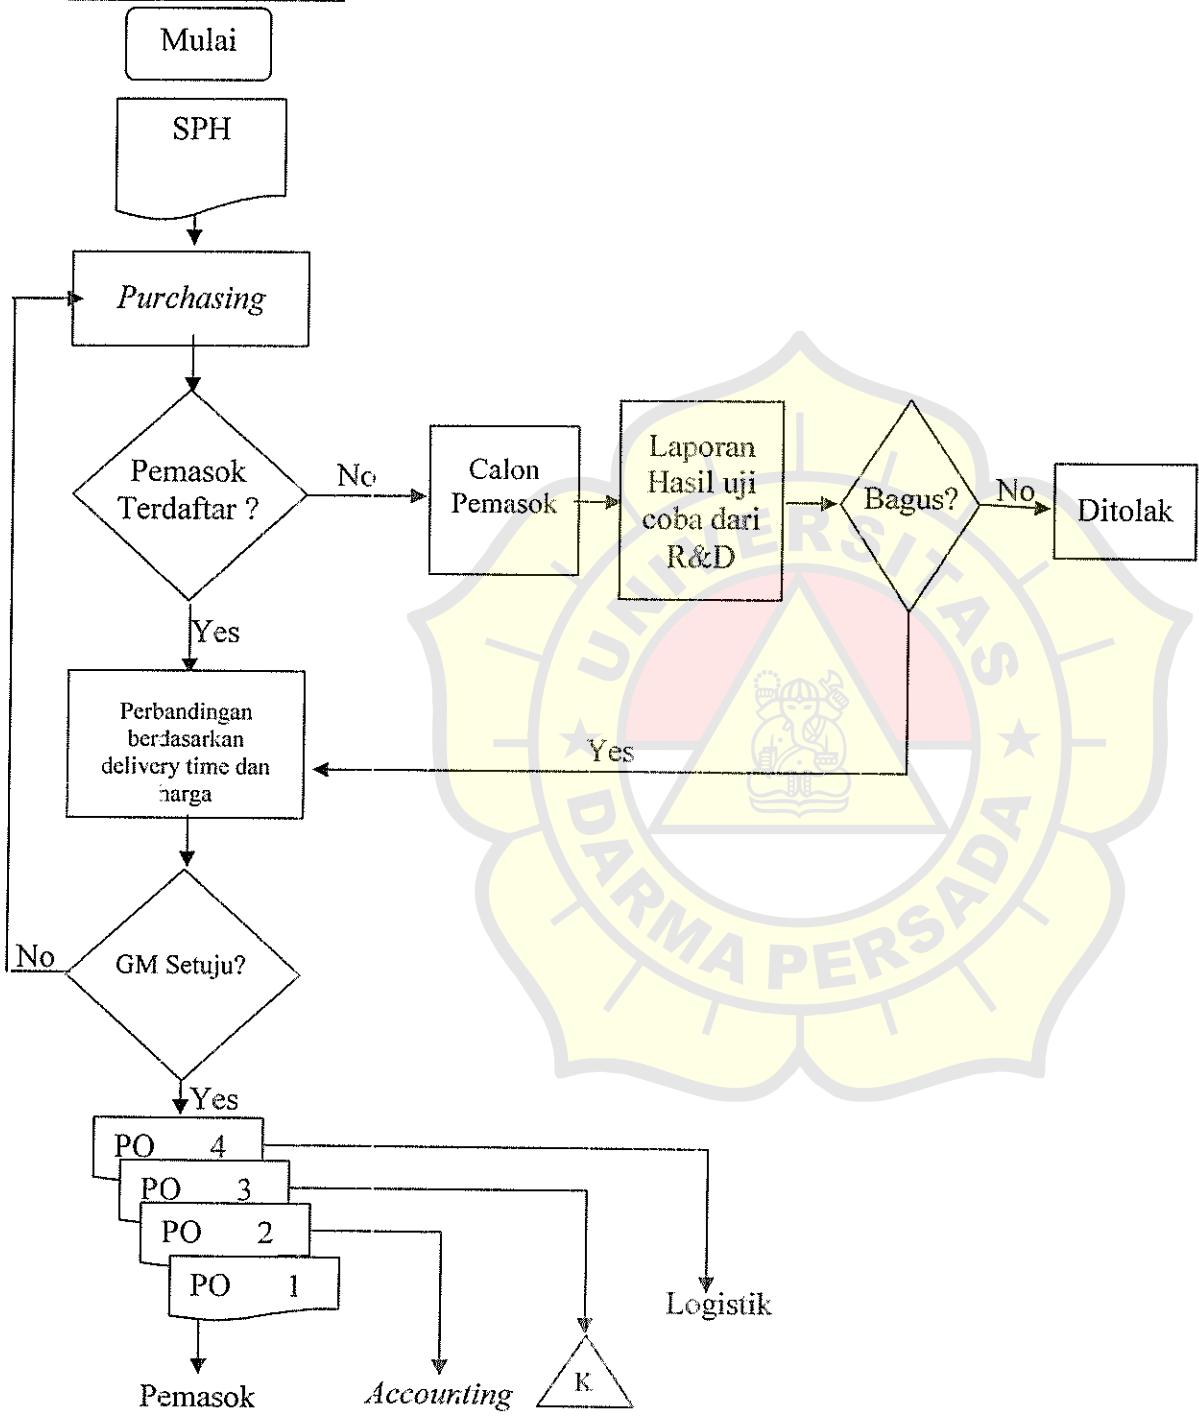 Mulai
SPH
Purchasing
Pemasok
Terdaftar ?
No
Calon
Pemasok
Laporan
Hasil uji
coba dari
R&D
Bagus?
No
Ditolak
Yes
Perbandingan
berdasarkan
delivery time dan
harga
Yes
GM Setuju?
No
Yes
PO 4
PO 3
PO 2
PO 1
Logistik
Pemasok
Accounting
K
UNIVERSITAS
DARMA PERSADA